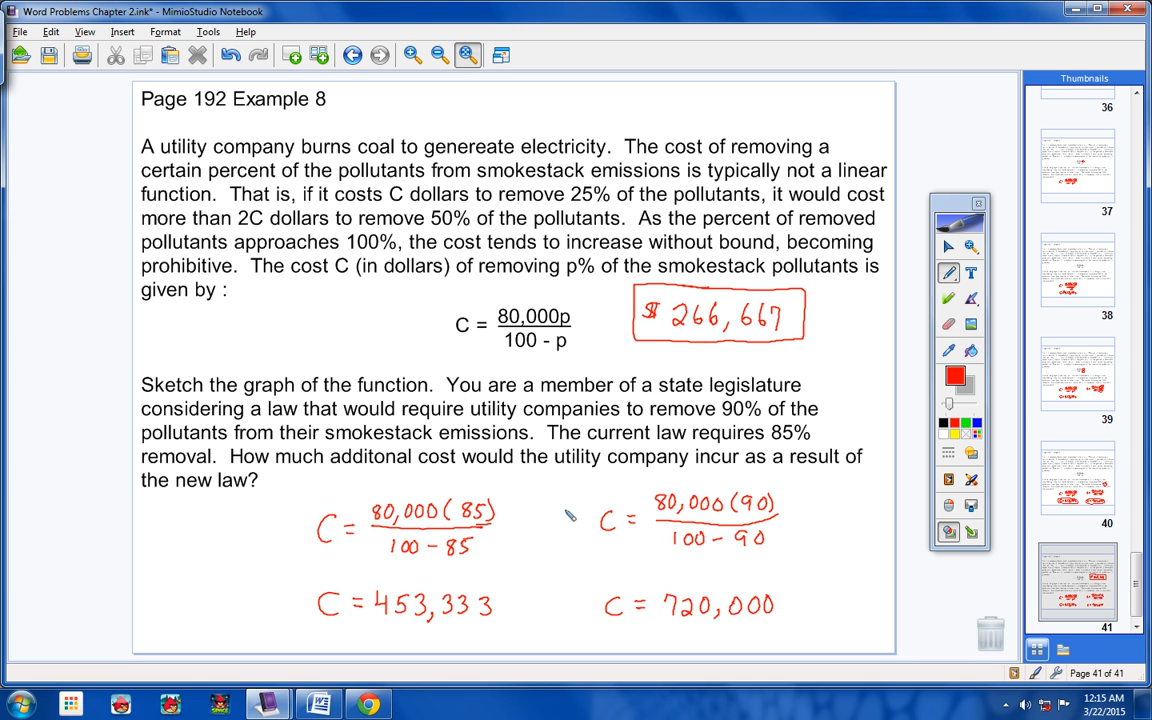 Word Problems Chapter 2.ink* - MimioStudio Notebook
File Edit View Insert Format Tools Help
Page 192 Example 8
A utility company burns coal to genereate electricity. The cost of removing a
certain percent of the pollutants from smokestack emissions is typically not a linear
function. That is, if it costs C dollars to remove 25% of the pollutants, it would cost
more than 2C dollars to remove 50% of the pollutants. As the percent of removed
pollutants approaches 100%, the cost tends to increase without bound, becoming
prohibitive. The cost C (in dollars) of removing p% of the smokestack pollutants is
given by :
C = 80,000p
100 - p
$ 266,667
Sketch the graph of the function. You are a member of a state legislature
considering a law that would require utility companies to remove 90% of the
pollutants from their smokestack emissions. The current law requires 85%
removal. How much additonal cost would the utility company incur as a result of
the new law?
C = 80,000(85)
100 - 85
C = 80,000(90)
100 - 90
C = 453,333
C = 720,000
Thumbnails
36
37
38
39
40
41
Page 41 of 41
12:15 AM
3/22/2015